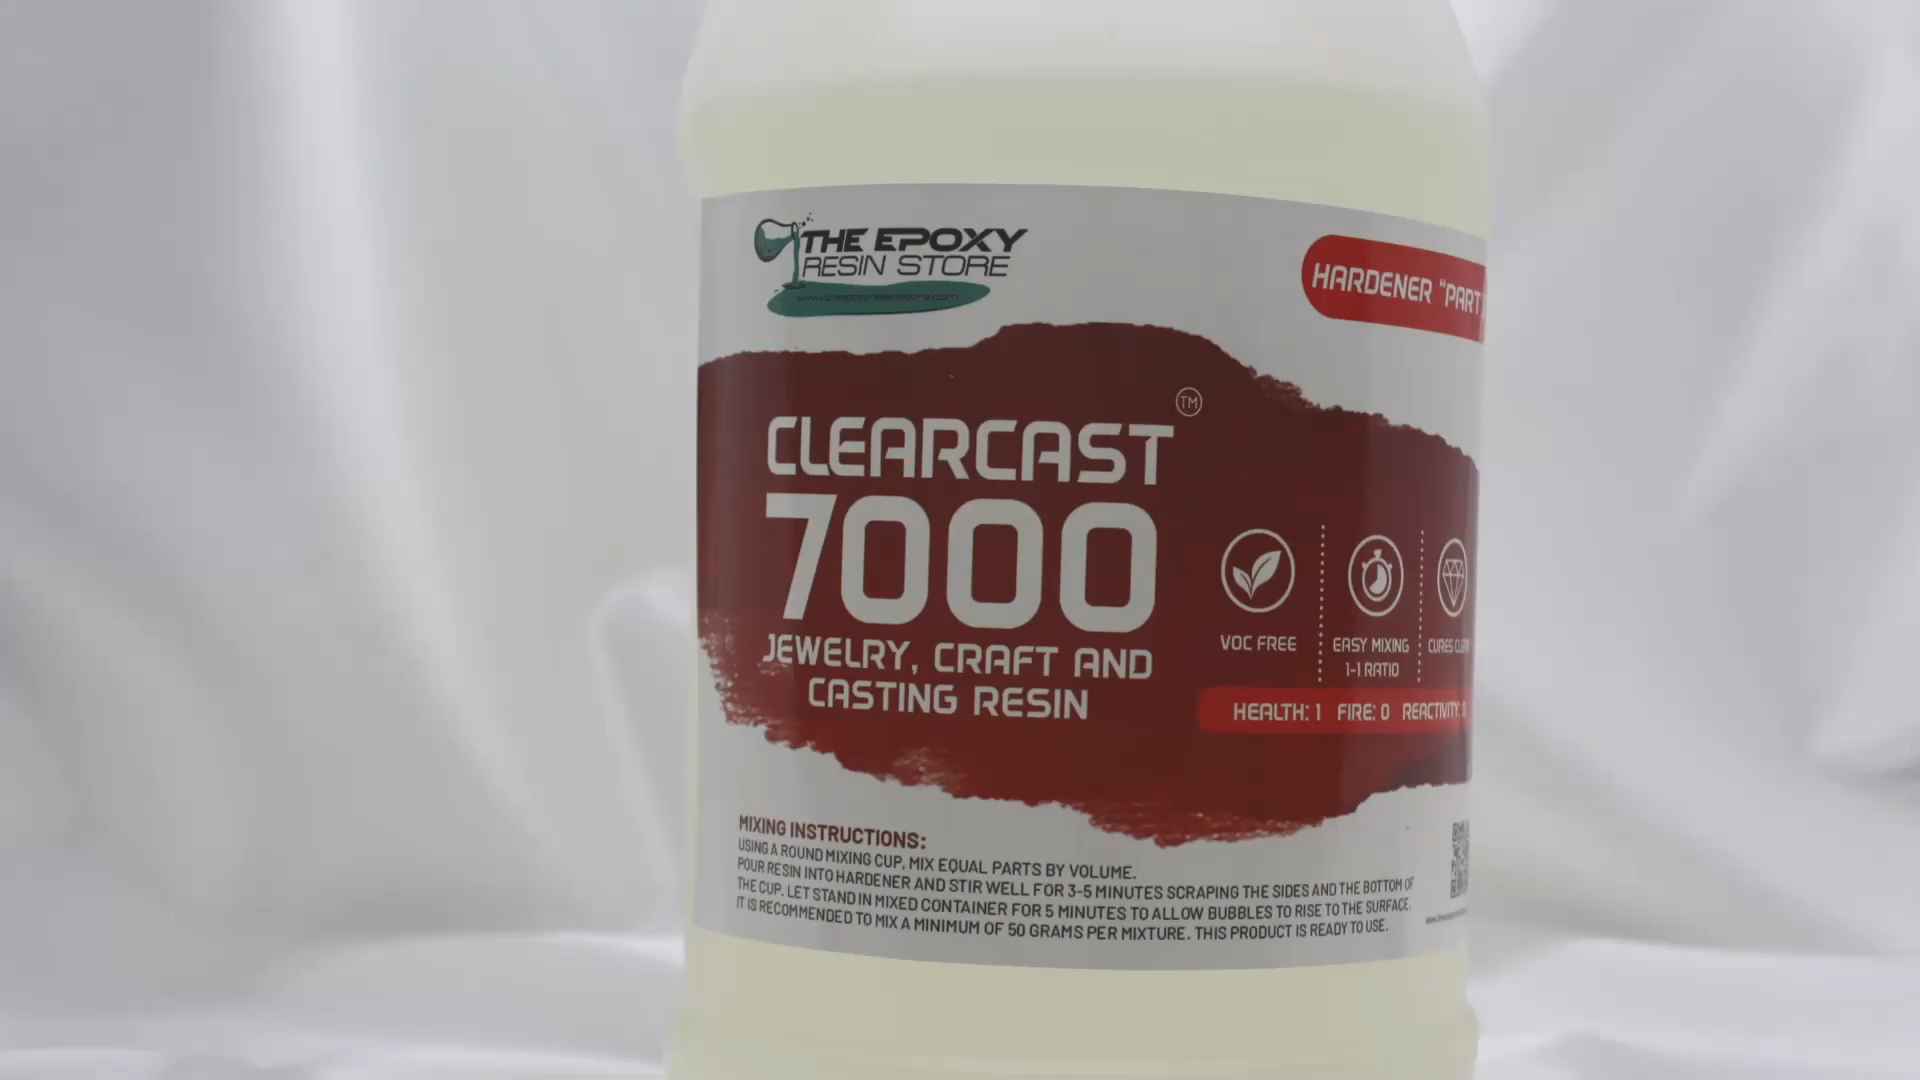 THE EPOXY
RESIN STORE
HARDENER "PART
CLEARCAST
TM
7000
JEWELRY, CRAFT AND
CASTING RESIN
VOC FREE
EASY MIXING
1-1 RATIO
CURES CLEAR
HEALTH: 1 FIRE: 0 REACTIVITY: 0
MIXING INSTRUCTIONS:
USING A ROUND MIXING CUP, MIX EQUAL PARTS BY VOLUME.
POUR RESIN INTO HARDENER AND STIR WELL FOR 3-5 MINUTES SCRAPING THE SIDES AND THE BOTTOM OF
THE CUP. LET STAND IN MIXED CONTAINER FOR 5 MINUTES TO ALLOW BUBBLES TO RISE TO THE SURFACE.
IT IS RECOMMENDED TO MIX A MINIMUM OF 50 GRAMS PER MIXTURE. THIS PRODUCT IS READY TO USE.